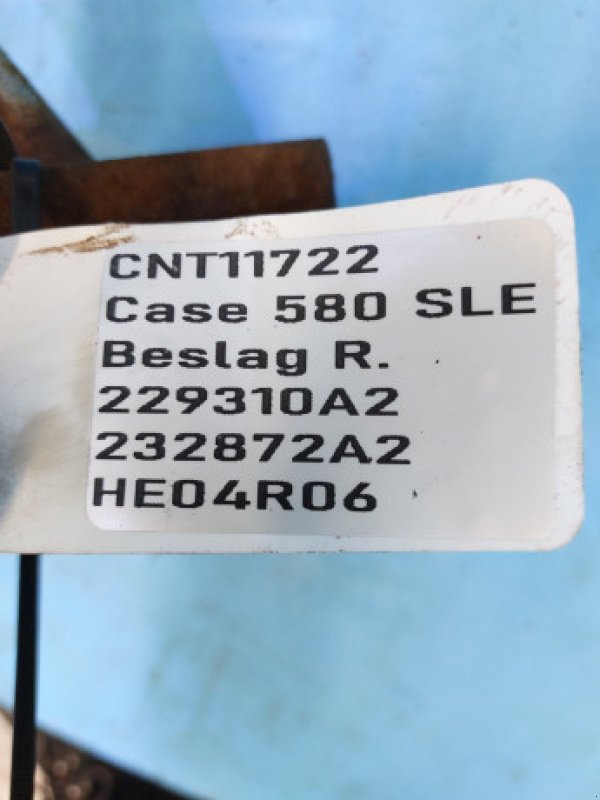 CNT11722
Case 580 SLE
Beslag R.
229310A2
232872A2
HE04R06